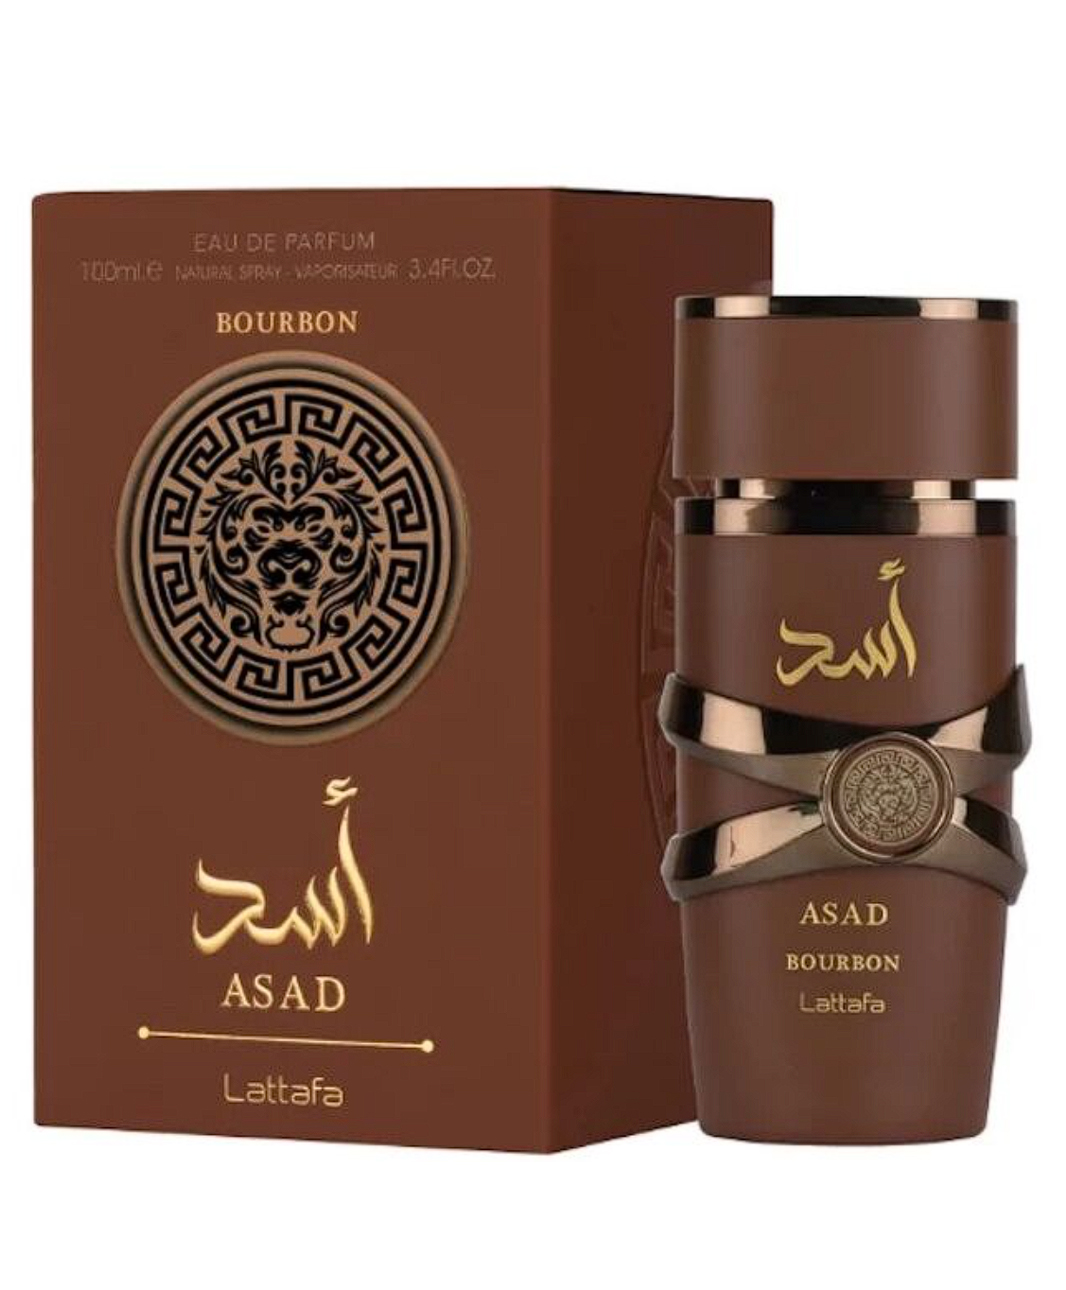 EAU DE PARFUM
100ml.e NATURAL SPRAY - VAPORISATEUR 3.4Fl.OZ.
BOURBON
أسد
ASAD
Lattafa
أسد
ASAD
BOURBON
Lattafa